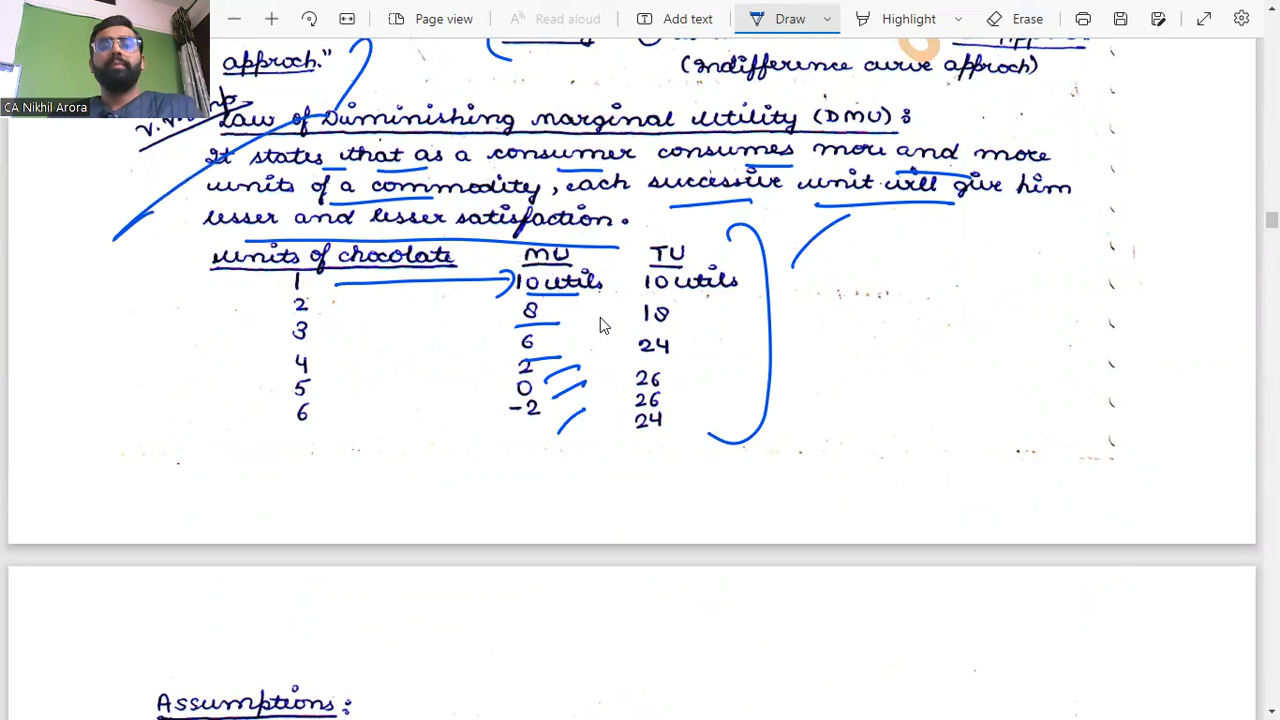 Page view
Read aloud
Add text
Draw
Highlight
Erase
CA Nikhil Arora
approch."
(Indifference curve approch)
Law of Diminishing marginal utility (DMU):
It states that as a consumer consumes more and more
units of a commodity, each successive unit will give him
lesser and lesser satisfaction.
units of chocolate MU TU
1 10 utils 10 utils
2 8 18
3 6 24
4 2 26
5 0 26
6 -2 24
Assumptions: